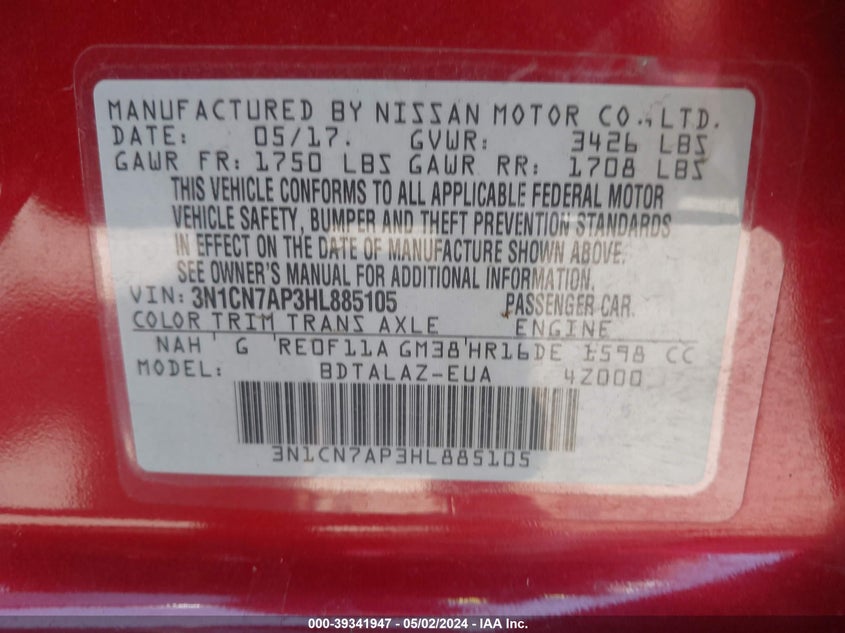 MANUFACTURED BY NISSAN MOTOR CO., LTD.
DATE: 05/17. GVWR: 3426 LBS
GAWR FR: 1750 LBS GAWR RR: 1708 LBS
THIS VEHICLE CONFORMS TO ALL APPLICABLE FEDERAL MOTOR
VEHICLE SAFETY, BUMPER AND THEFT PREVENTION STANDARDS
IN EFFECT ON THE DATE OF MANUFACTURE SHOWN ABOVE.
SEE OWNER'S MANUAL FOR ADDITIONAL INFORMATION.
VIN: 3N1CN7AP3HL885105 PASSENGER CAR.
COLOR TRIM TRANS AXLE ENGINE
NAH G RE0F11A GM38 HR16DE 1598 CC
MODEL: BDTALAZ-EUA 4Z000
3N1CN7AP3HL885105
000-39341947 - 05/02/2024 - IAA Inc.